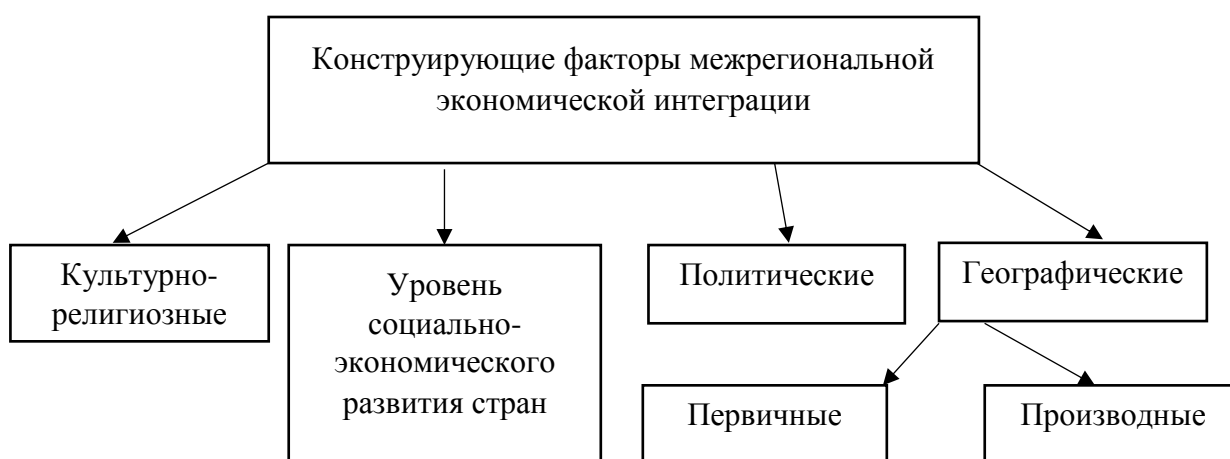 Конструирующие факторы межрегиональной
экономической интеграции
Культурно-
религиозные
Уровень
социально-
экономического
развития стран
Политические
Географические
Первичные
Производные